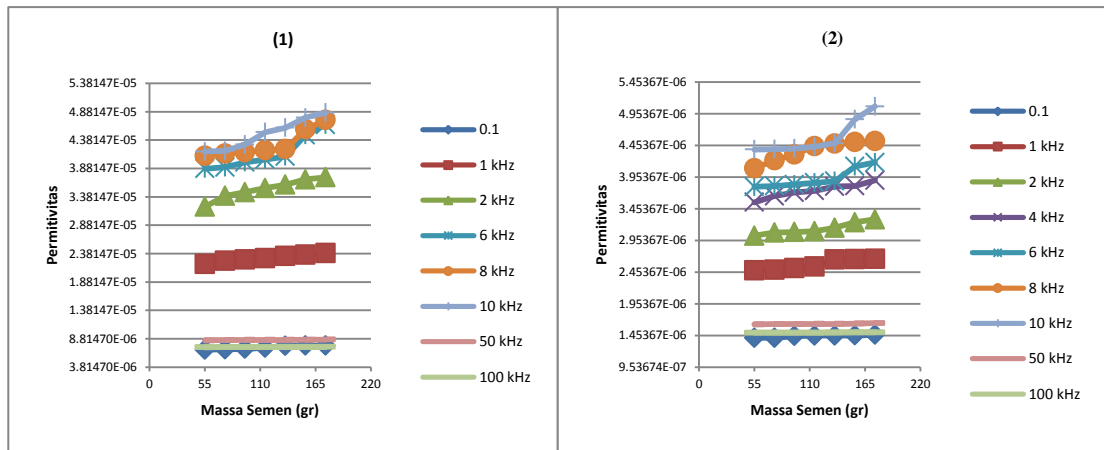 (1)
Permitivitas
5.38147E-05
4.88147E-05
4.38147E-05
3.88147E-05
3.38147E-05
2.88147E-05
2.38147E-05
1.88147E-05
1.38147E-05
8.81470E-06
3.81470E-06
0 55 110 165 220
Massa Semen (gr)
0.1
1 kHz
2 kHz
6 kHz
8 kHz
10 kHz
50 kHz
100 kHz
(2)
Permitivitas
5.45367E-06
4.95367E-06
4.45367E-06
3.95367E-06
3.45367E-06
2.95367E-06
2.45367E-06
1.95367E-06
1.45367E-06
9.53674E-07
0 55 110 165 220
Massa Semen (gr)
0.1
1 kHz
2 kHz
4 kHz
6 kHz
8 kHz
10 kHz
50 kHz
100 kHz